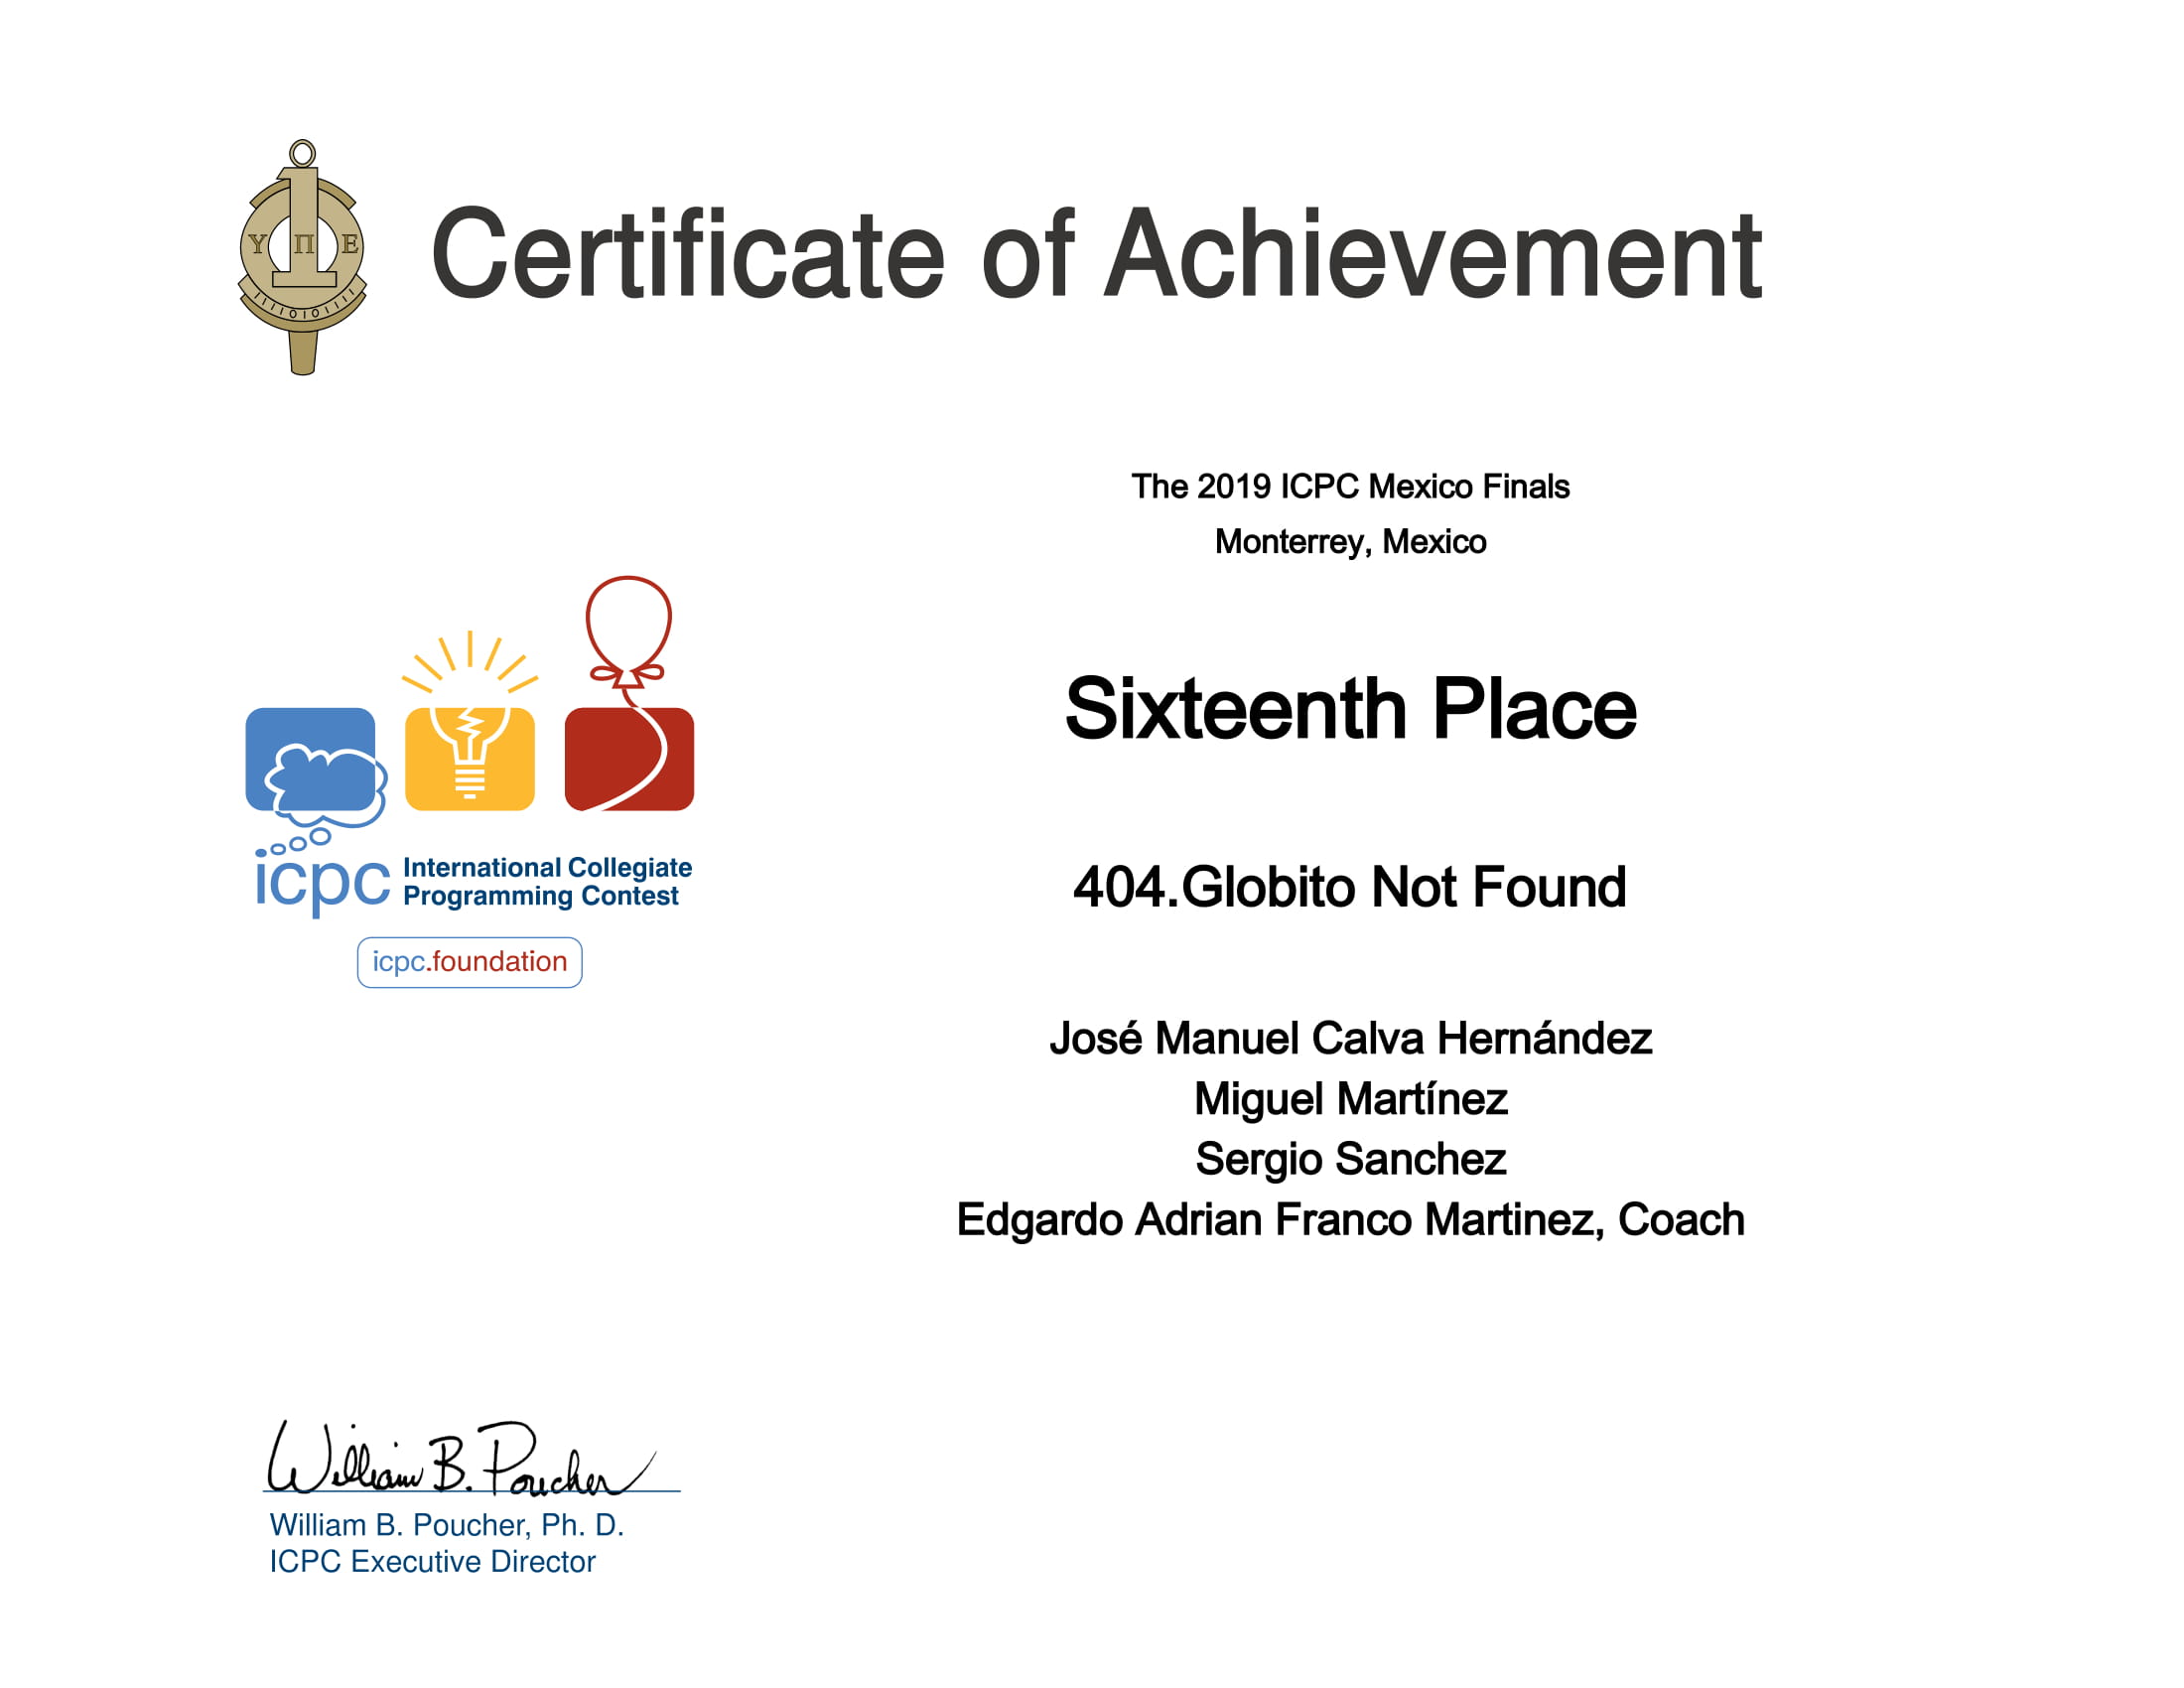 Certificate of Achievement
Υ Π Ε
The 2019 ICPC Mexico Finals
Monterrey, Mexico
Sixteenth Place
404.Globito Not Found
icpc International Collegiate
Programming Contest
icpc.foundation
José Manuel Calva Hernández
Miguel Martínez
Sergio Sanchez
Edgardo Adrian Franco Martinez, Coach
William B. Poucher
William B. Poucher, Ph. D.
ICPC Executive Director